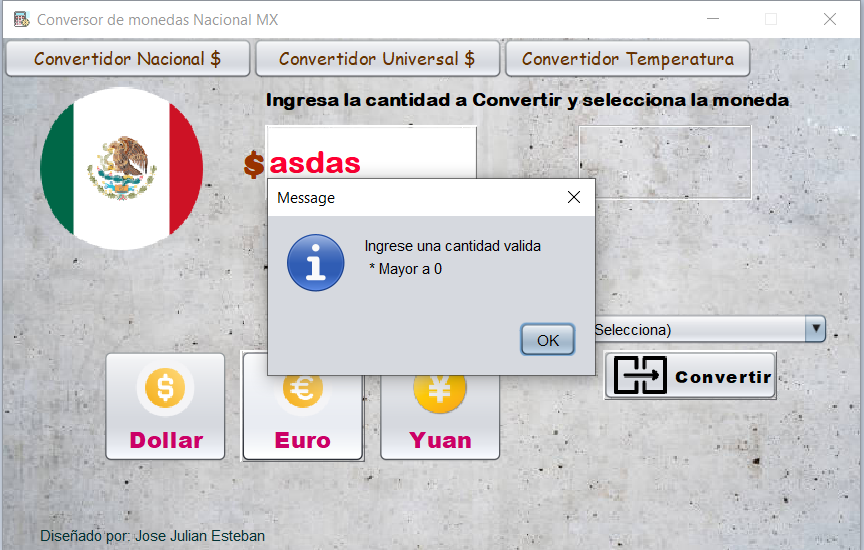 Conversor de monedas Nacional MX
Convertidor Nacional $
Convertidor Universal $
Convertidor Temperatura
Ingresa la cantidad a Convertir y selecciona la moneda
$
asdas
Message
Ingrese una cantidad valida
* Mayor a 0
OK
Selecciona)
Convertir
$
€
¥
Dollar
Euro
Yuan
Diseñado por: Jose Julian Esteban